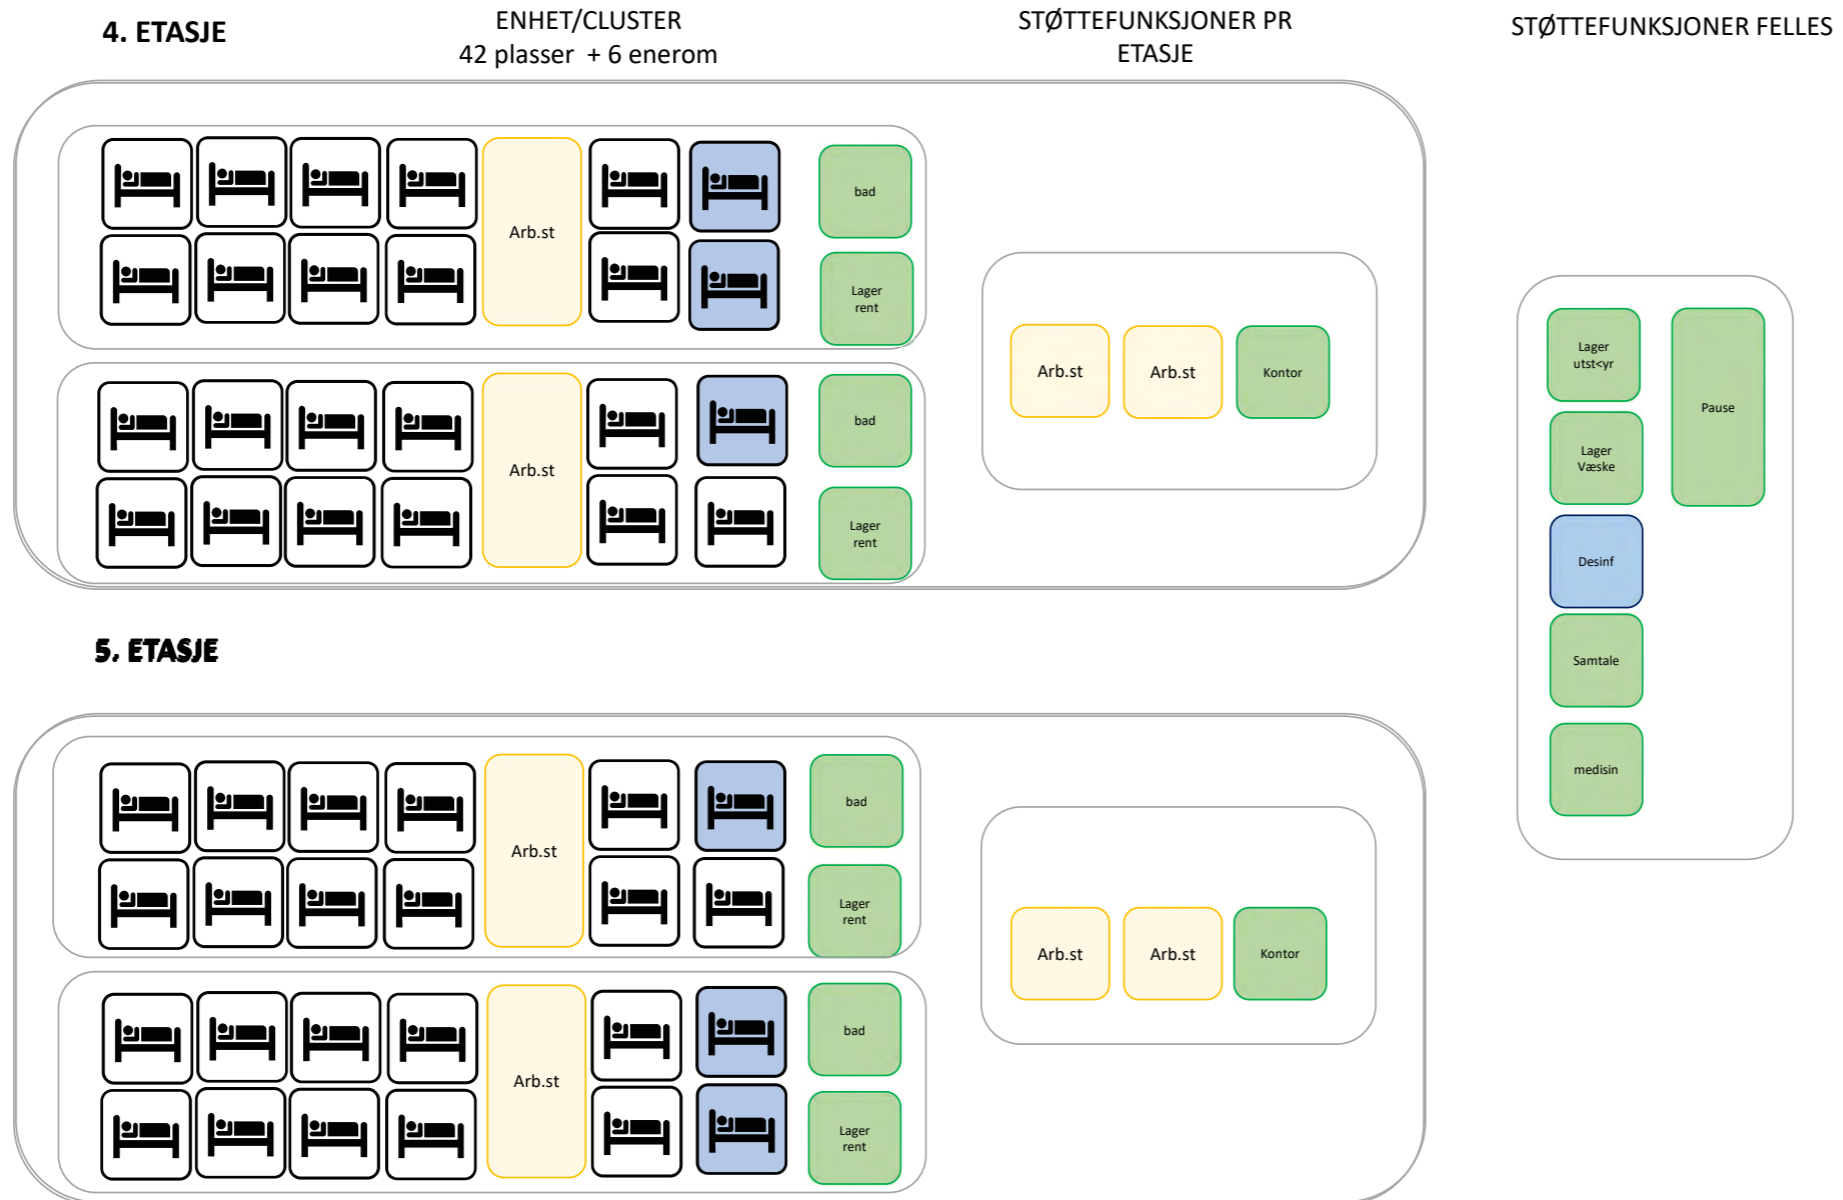 4. ETASJE
ENHET/CLUSTER
42 plasser + 6 enerom
STØTTEFUNKSJONER PR
ETASJE
STØTTEFUNKSJONER FELLES
Arb.st
bad
Lager
rent
Arb.st
bad
Lager
rent
Arb.st
Arb.st
Kontor
Lager
utst<yr
Lager
Væske
Desinf
Samtale
medisin
Pause
5. ETASJE
Arb.st
bad
Lager
rent
Arb.st
bad
Lager
rent
Arb.st
Arb.st
Kontor